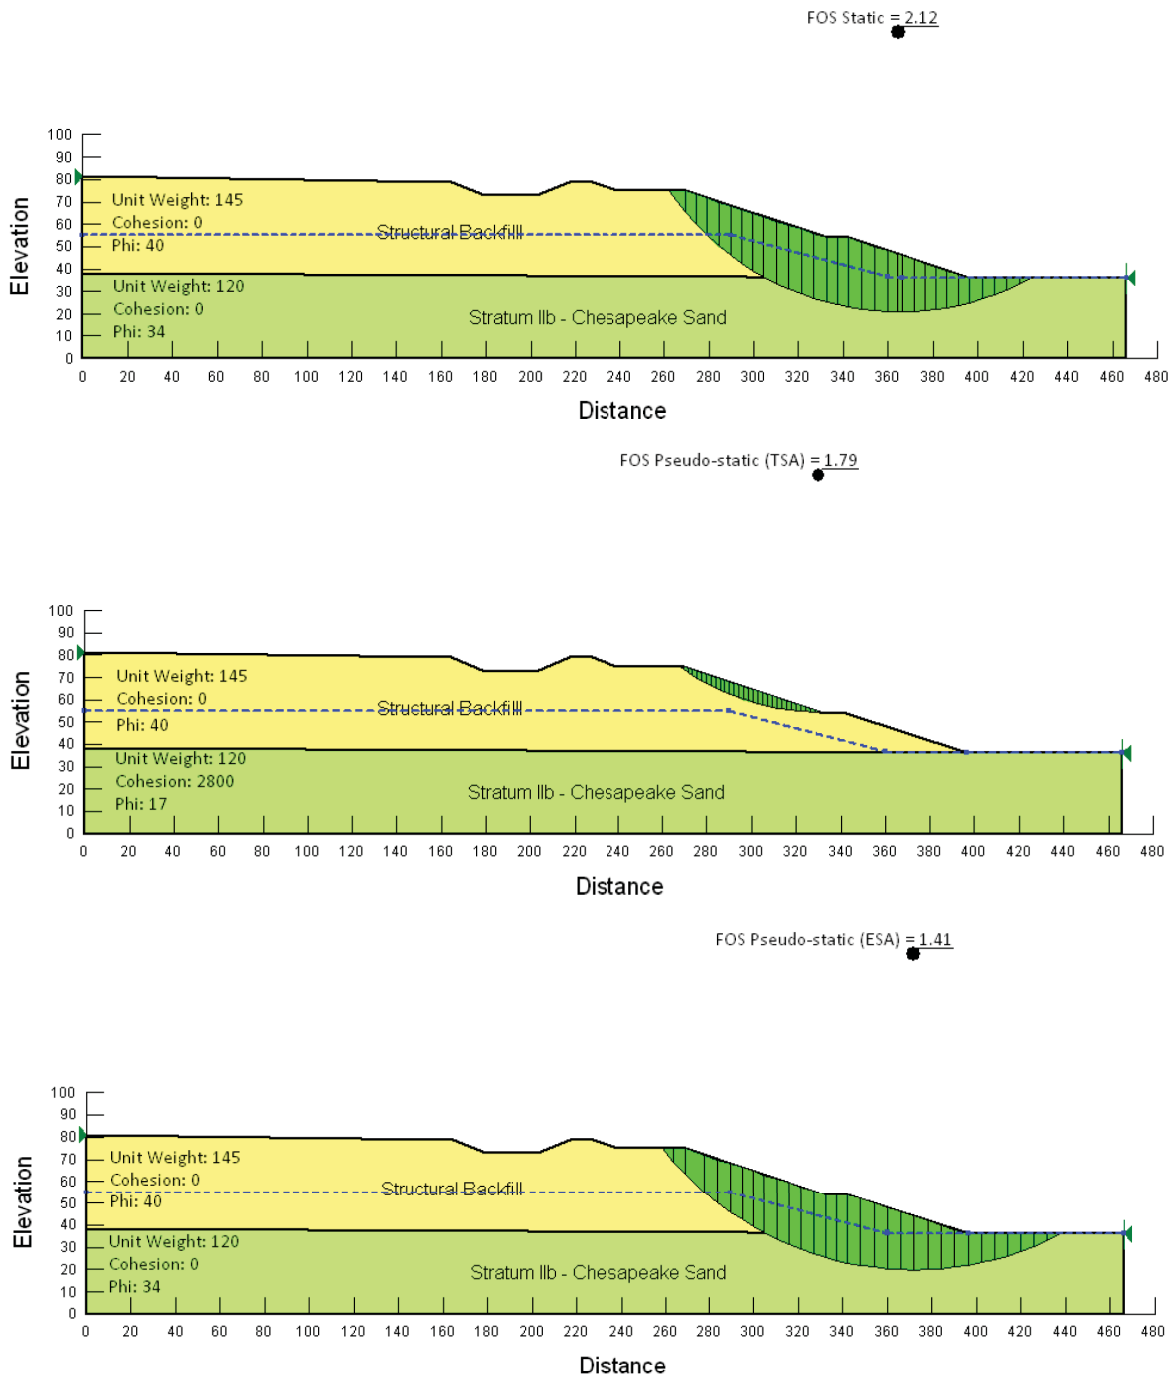 FOS Static = 2.12
100
90
80
70
60
50
40
30
20
10
0
Elevation
Unit Weight: 145
Cohesion: 0
Phi: 40
Structural Backfill
Unit Weight: 120
Cohesion: 0
Phi: 34
Stratum IIb - Chesapeake Sand
0 20 40 60 80 100 120 140 160 180 200 220 240 260 280 300 320 340 360 380 400 420 440 460 480
Distance
FOS Pseudo-static (TSA) = 1.79
100
90
80
70
60
50
40
30
20
10
0
Elevation
Unit Weight: 145
Cohesion: 0
Phi: 40
Structural Backfill
Unit Weight: 120
Cohesion: 2800
Phi: 17
Stratum IIb - Chesapeake Sand
0 20 40 60 80 100 120 140 160 180 200 220 240 260 280 300 320 340 360 380 400 420 440 460 480
Distance
FOS Pseudo-static (ESA) = 1.41
100
90
80
70
60
50
40
30
20
10
0
Elevation
Unit Weight: 145
Cohesion: 0
Phi: 40
Structural Backfill
Unit Weight: 120
Cohesion: 0
Phi: 34
Stratum IIb - Chesapeake Sand
0 20 40 60 80 100 120 140 160 180 200 220 240 260 280 300 320 340 360 380 400 420 440 460 480
Distance